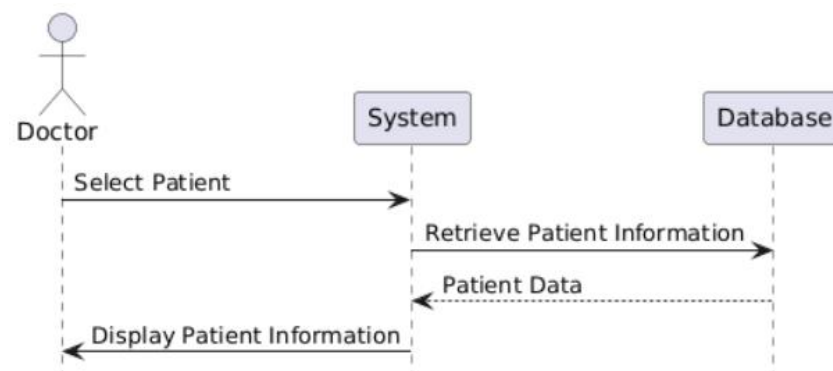 Doctor
System
Database
Select Patient
Retrieve Patient Information
Patient Data
Display Patient Information